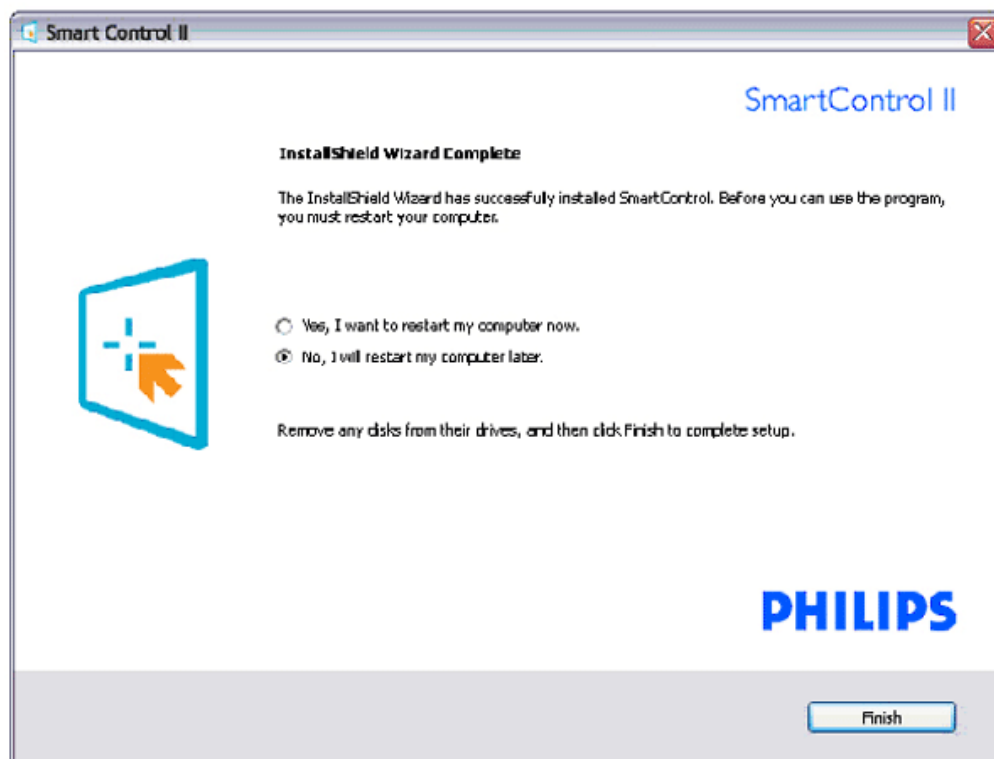 Smart Control II
SmartControl II
InstallShield Wizard Complete
The InstallShield Wizard has successfully installed SmartControl. Before you can use the program,
you must restart your computer.
Yes, I want to restart my computer now.
No, I will restart my computer later.
Remove any disks from their drives, and then click Finish to complete setup.
PHILIPS
Finish